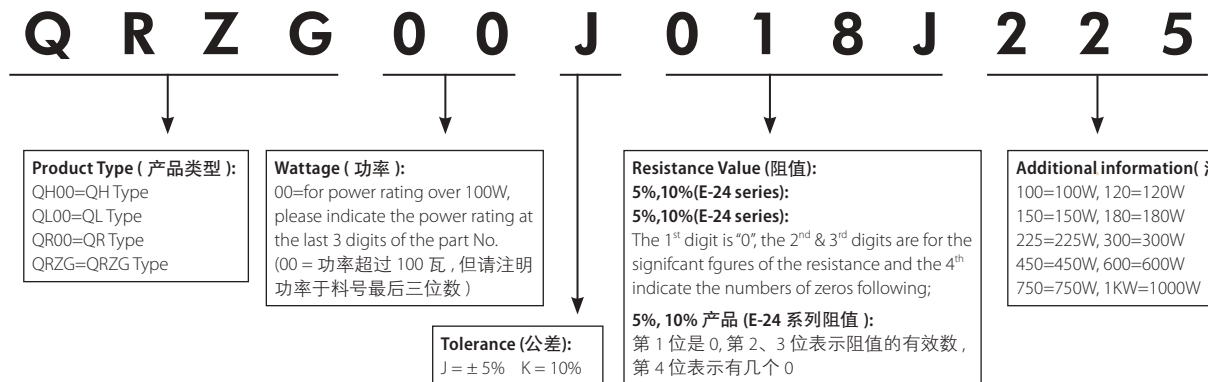 Q R Z G 0 0 J 0 1 8 J 2 2 5
Product Type ( 产品类型 ):
QH00=QH Type
QL00=QL Type
QR00=QR Type
QRZG=QRZG Type
Wattage ( 功率 ):
00=for power rating over 100W,
please indicate the power rating at
the last 3 digits of the part No.
(00 = 功率超过 100 瓦 , 但请注明
功率于料号最后三位数 )
Tolerance (公差):
J = ± 5% K = 10%
Resistance Value (阻值):
5%,10%(E-24 series):
5%,10%(E-24 series):
The 1st digit is "0", the 2nd & 3rd digits are for the
signifcant fgures of the resistance and the 4th
indicate the numbers of zeros following;
5%, 10% 产品 (E-24 系列阻值 ):
第 1 位是 0, 第 2、3 位表示阻值的有效数 ,
第 4 位表示有几个 0
Additional information(
100=100W, 120=120W
150=150W, 180=180W
225=225W, 300=300W
450=450W, 600=600W
750=750W, 1KW=1000W